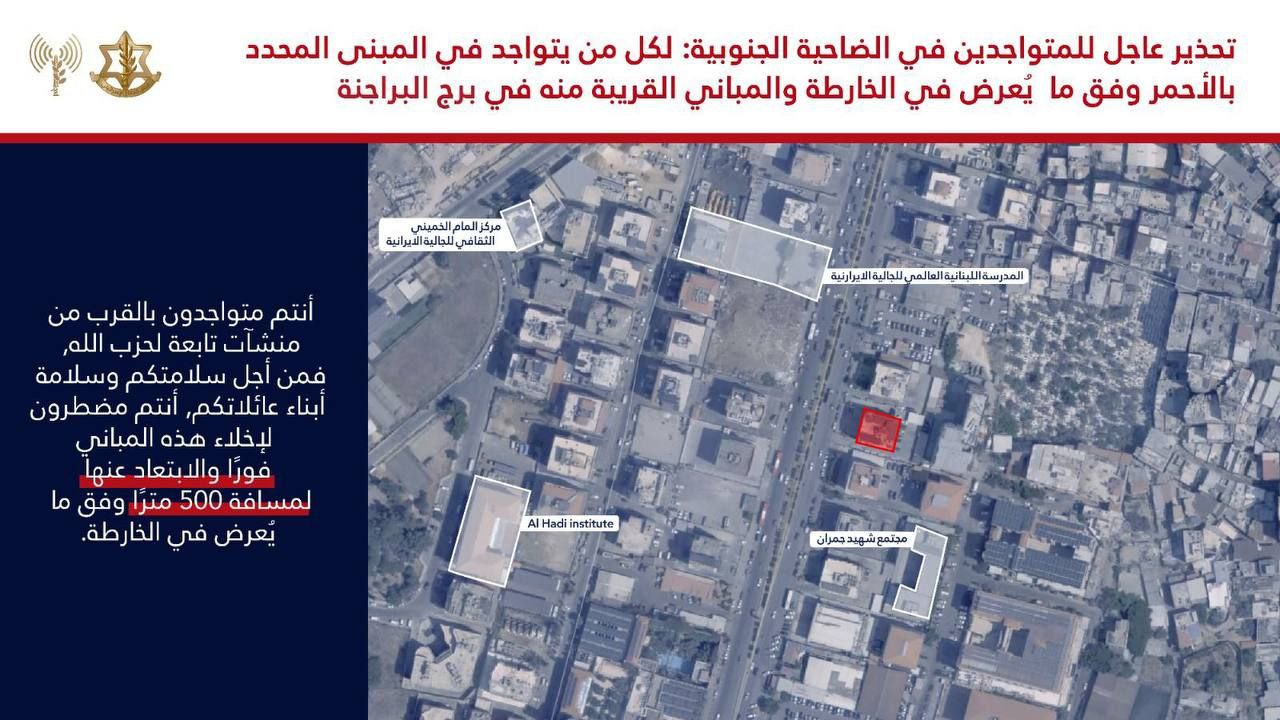 تحذير عاجل للمتواجدين في الضاحية الجنوبية: لكل من يتواجد في المبنى المحدد
بالأحمر وفق ما يُعرض في الخارطة والمباني القريبة منه في برج البراجنة
مركز المام الخميني
الثقافي للجالية الايرانية
المدرسة اللبنانية العالمي للجالية الايرارنية
أنتم متواجدون بالقرب من
منشآت تابعة لحزب الله,
فمن أجل سلامتكم وسلامة
أبناء عائلاتكم, أنتم مضطرون
لإخلاء هذه المباني
فورًا والابتعاد عنها
لمسافة 500 مترًا وفق ما
يُعرض في الخارطة.
Al Hadi institute
مجتمع شهيد جمران